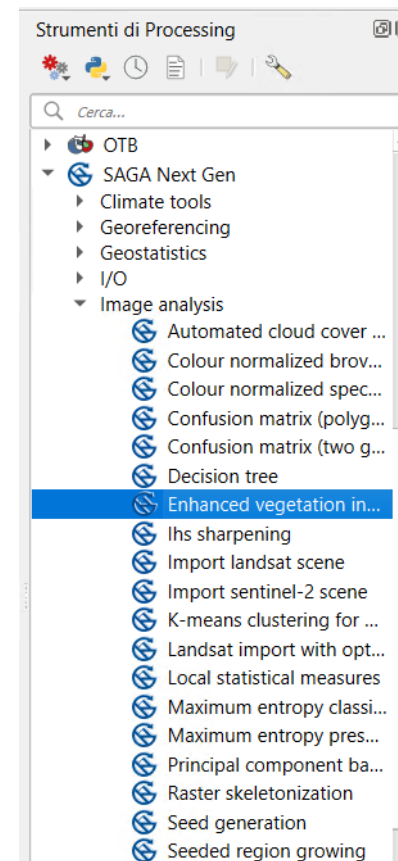 Strumenti di Processing
Cerca...
OTB
SAGA Next Gen
Climate tools
Georeferencing
Geostatistics
I/O
Image analysis
Automated cloud cover ...
Colour normalized brov...
Colour normalized spec...
Confusion matrix (polyg...
Confusion matrix (two g...
Decision tree
Enhanced vegetation in...
Ihs sharpening
Import landsat scene
Import sentinel-2 scene
K-means clustering for ...
Landsat import with opt...
Local statistical measures
Maximum entropy classi...
Maximum entropy pres...
Principal component ba...
Raster skeletonization
Seed generation
Seeded region growing